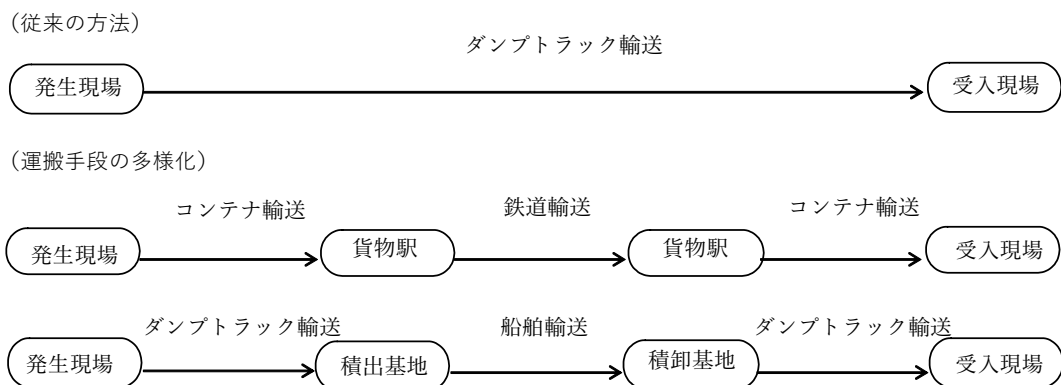 (従来の方法)
ダンプトラック輸送
発生現場 受入現場
(運搬手段の多様化)
コンテナ輸送 鉄道輸送 コンテナ輸送
発生現場 貨物駅 貨物駅 受入現場
ダンプトラック輸送 船舶輸送 ダンプトラック輸送
発生現場 積出基地 積卸基地 受入現場